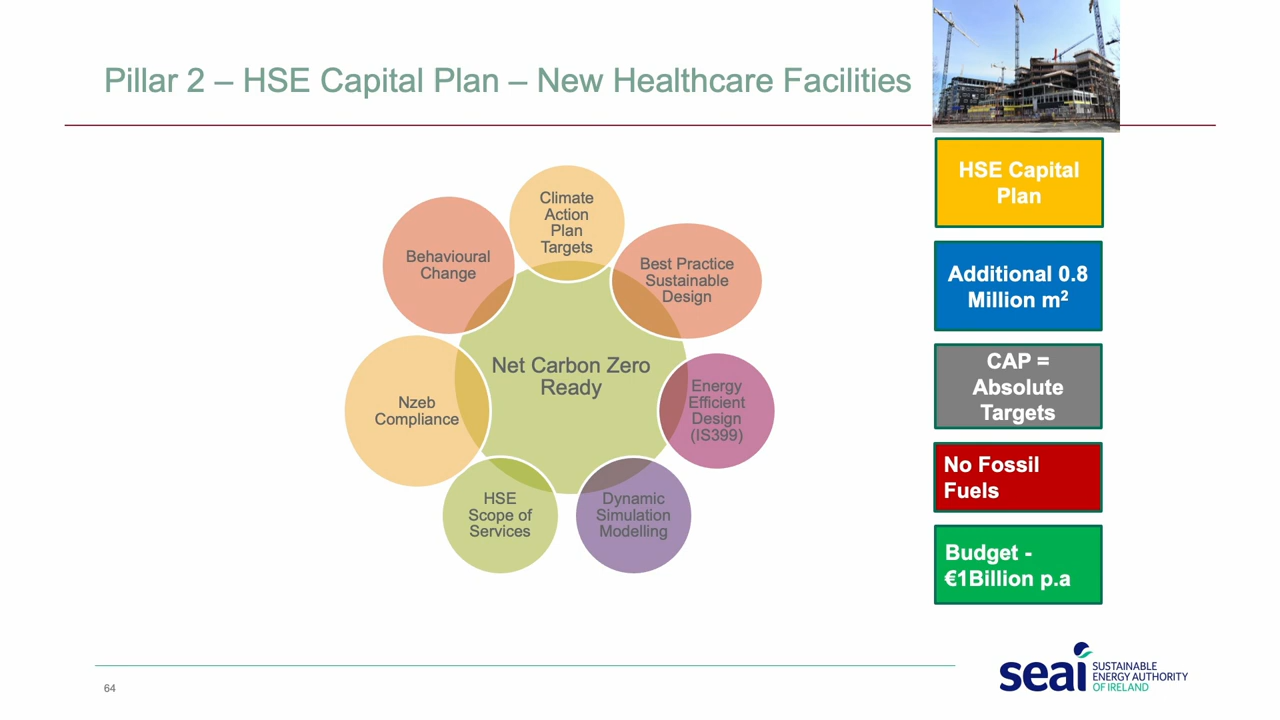 Pillar 2 – HSE Capital Plan – New Healthcare Facilities
Climate
Action
Plan
Targets
Behavioural
Change
Best Practice
Sustainable
Design
Net Carbon Zero
Ready
Energy
Efficient
Design
(IS399)
Nzeb
Compliance
HSE
Scope of
Services
Dynamic
Simulation
Modelling
HSE Capital
Plan
Additional 0.8
Million m²
CAP =
Absolute
Targets
No Fossil
Fuels
Budget -
€1Billion p.a
64
seai
SUSTAINABLE
ENERGY AUTHORITY
OF IRELAND